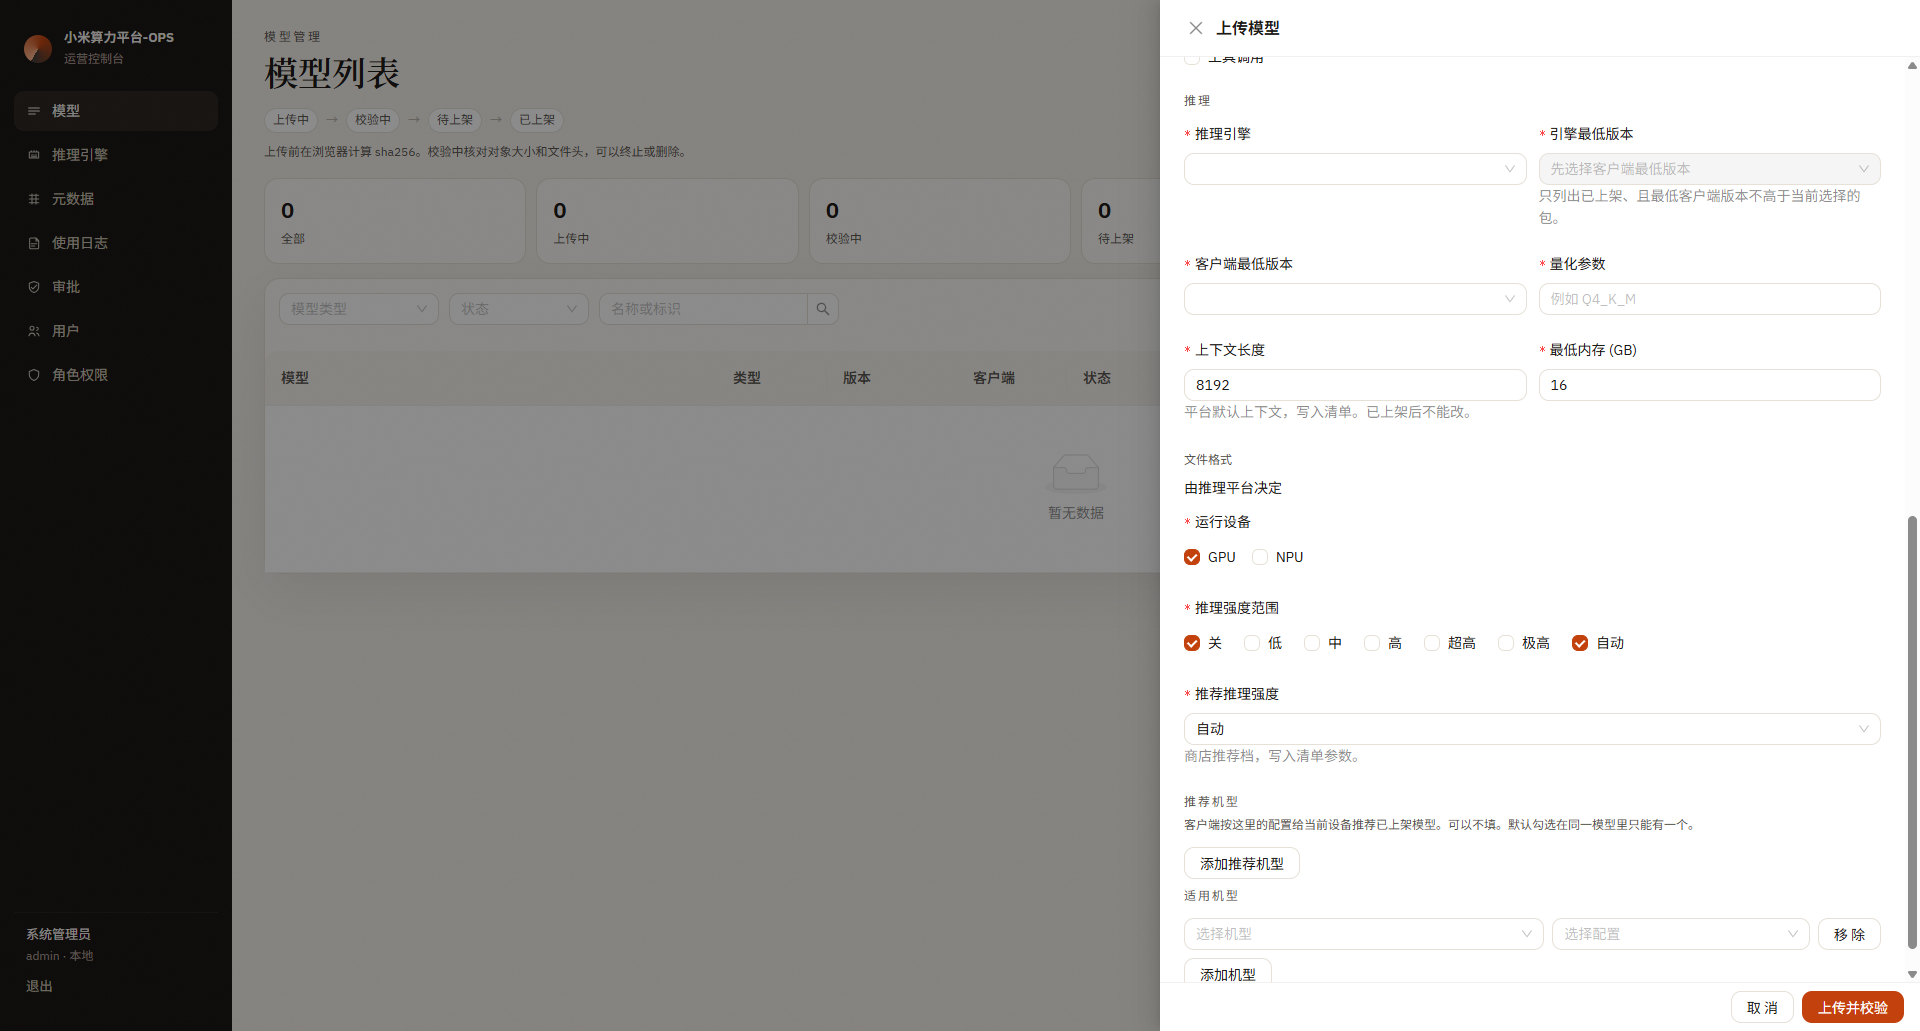 小米算力平台-OPS
运营控制台
模型
推理引擎
元数据
使用日志
审批
用户
角色权限
系统管理员
admin · 本地
退出
模型管理
模型列表
上传中 → 校验中 → 待上架 → 已上架
上传前在浏览器计算 sha256。校验中核对对象大小和文件头，可以终止或删除。
0 0 0 0
全部 上传中 校验中 待上架
模型类型 状态 名称或标识
模型 类型 版本 客户端 状态
暂无数据
上传模型
工具调用
推理
* 推理引擎 * 引擎最低版本
先选择客户端最低版本
只列出已上架、且最低客户端版本不高于当前选择的
包。
* 客户端最低版本 * 量化参数
例如 Q4_K_M
* 上下文长度 * 最低内存 (GB)
8192 16
平台默认上下文，写入清单。已上架后不能改。
文件格式
由推理平台决定
* 运行设备
GPU NPU
* 推理强度范围
关 低 中 高 超高 极高 自动
* 推荐推理强度
自动
商店推荐档，写入清单参数。
推荐机型
客户端按这里的配置给当前设备推荐已上架模型。可以不填。默认勾选在同一模型里只能有一个。
添加推荐机型
适用机型
选择机型 选择配置 移 除
添加机型
取 消 上传并校验